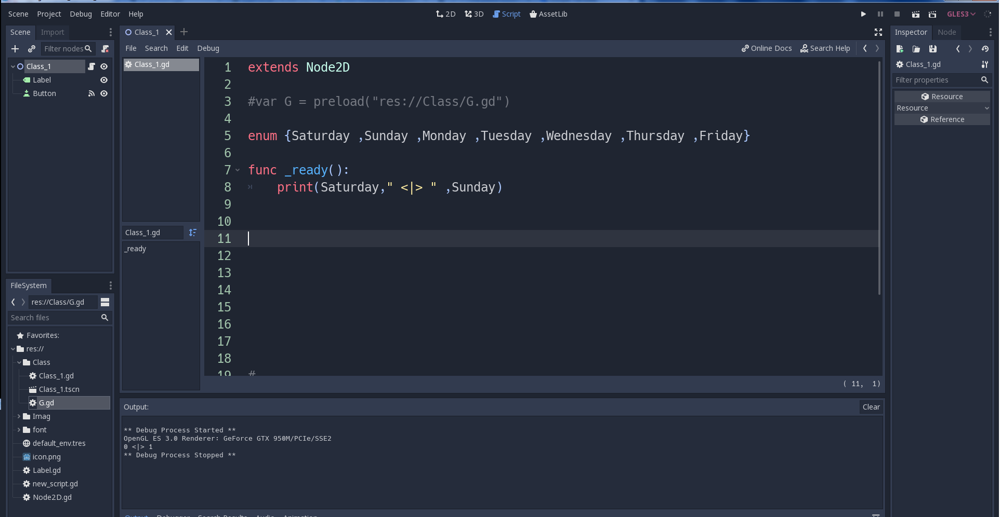 Scene Project Debug Editor Help
2D 3D Script AssetLib
GLES3
Scene Import
Filter nodes
Class_1
Label
Button
FileSystem
res://Class/G.gd
Search files
Favorites:
res://
Class
Class_1.gd
Class_1.tscn
G.gd
Imag
font
default_env.tres
icon.png
Label.gd
new_script.gd
Node2D.gd
Class_1
File Search Edit Debug
Online Docs Search Help
Class_1.gd
Class_1.gd
_ready
1 extends Node2D
2
3 #var G = preload("res://Class/G.gd")
4
5 enum {Saturday ,Sunday ,Monday ,Tuesday ,Wednesday ,Thursday ,Friday}
6
7 func _ready():
8 print(Saturday," <|> " ,Sunday)
9
10
11
12
13
14
15
16
17
18
19 #
( 11, 1)
Output:
Clear
** Debug Process Started **
OpenGL ES 3.0 Renderer: GeForce GTX 950M/PCIe/SSE2
0 <|> 1
** Debug Process Stopped **
Output Debugger Search Results Audio Animation
Inspector Node
Class_1.gd
Filter properties
Resource
Resource
Reference